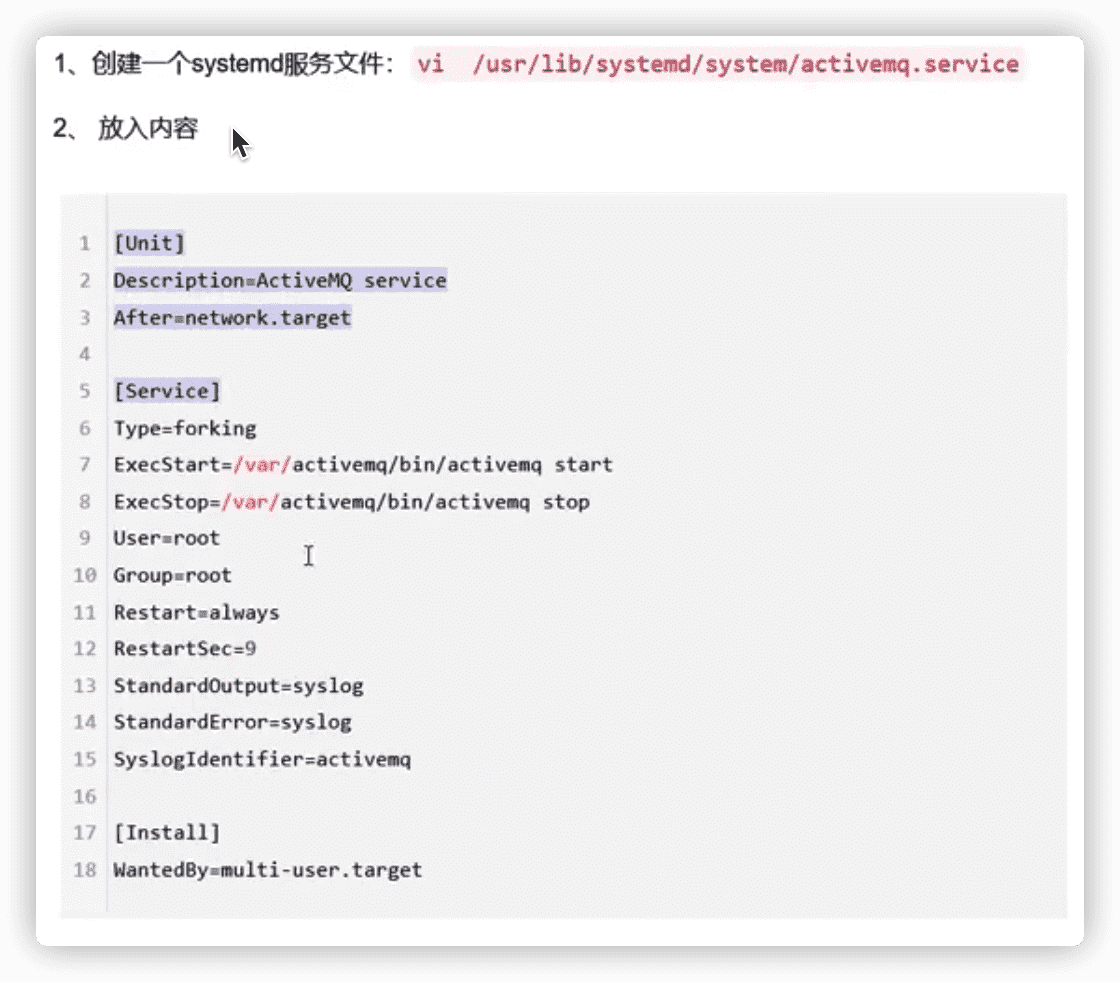 1、创建一个systemd服务文件： vi  /usr/lib/systemd/system/activemq.service
2、 放入内容
1 [Unit]
2 Description=ActiveMQ service
3 After=network.target
4
5 [Service]
6 Type=forking
7 ExecStart=/var/activemq/bin/activemq start
8 ExecStop=/var/activemq/bin/activemq stop
9 User=root
10 Group=root
11 Restart=always
12 RestartSec=9
13 StandardOutput=syslog
14 StandardError=syslog
15 SyslogIdentifier=activemq
16
17 [Install]
18 WantedBy=multi-user.target